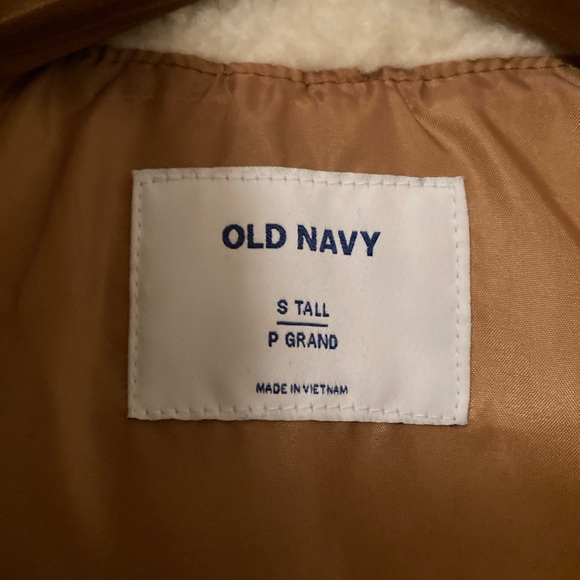 OLD NAVY
S TALL
P GRAND
MADE IN VIETNAM